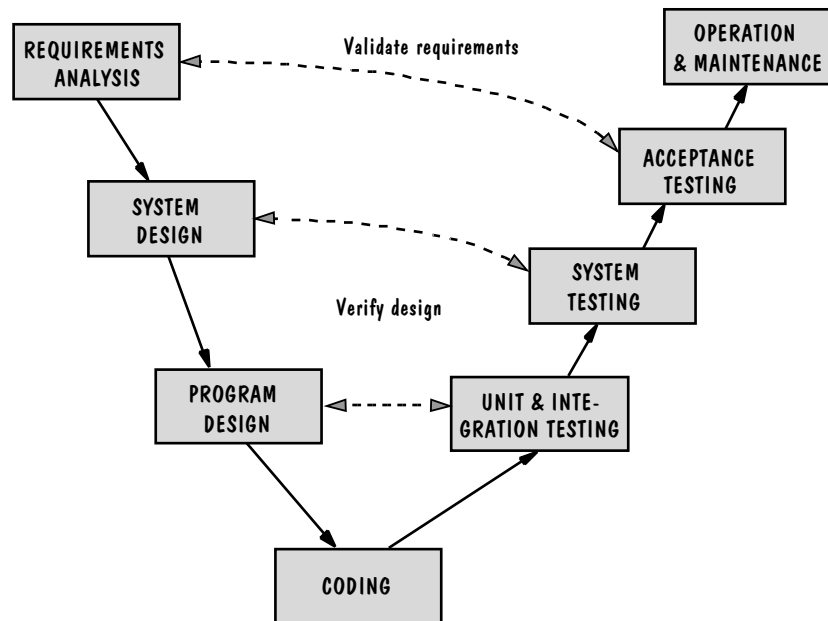 REQUIREMENTS
ANALYSIS
Validate requirements
OPERATION
& MAINTENANCE
ACCEPTANCE
TESTING
SYSTEM
DESIGN
SYSTEM
TESTING
Verify design
PROGRAM
DESIGN
UNIT & INTE-
GRATION TESTING
CODING